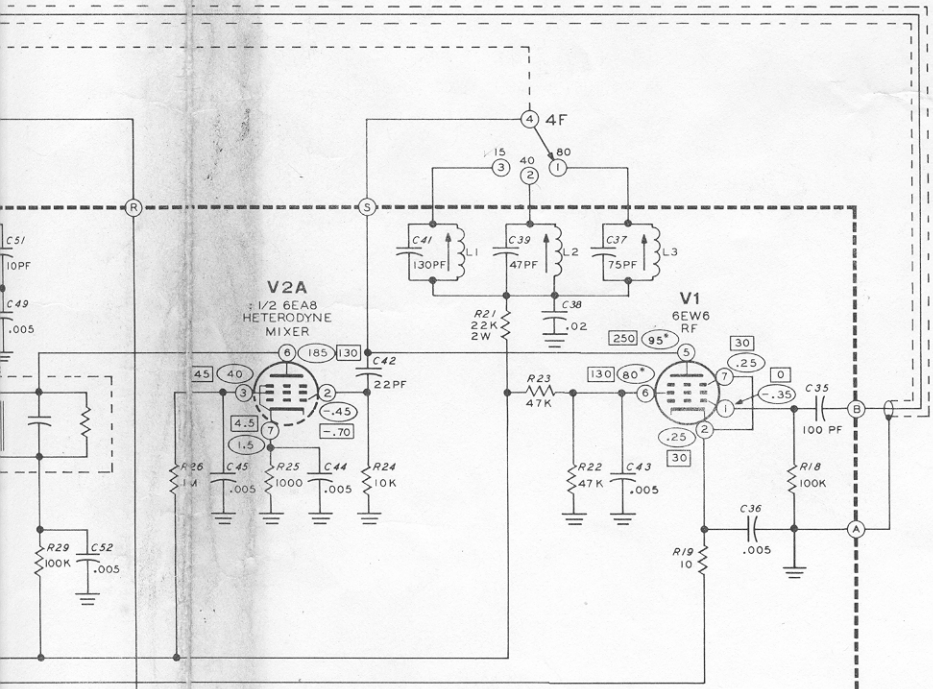 4 4F
15 40 80
3 2 1
R S
C51
10PF
C49
.005
C41
130PF
L1
C39
47PF
L2
C37
75PF
L3
C38
.02
R21
22K
2W
V2A
1/2 6EA8
HETERODYNE
MIXER
6 185 130
C42
22PF
45 40
3 2
4.5 -.45
1.5 7 -.70
R26
1M
C45
.005
R25
1000
C44
.005
R24
10K
V1
6EW6
RF
250 95* 5
30
.25
7
130 80* 6
0
-.35
1
.25 2
30
R23
47K
R22
47K
C43
.005
C35
100 PF
B
R18
100K
C36
.005
A
R19
10
R29
100K
C52
.005